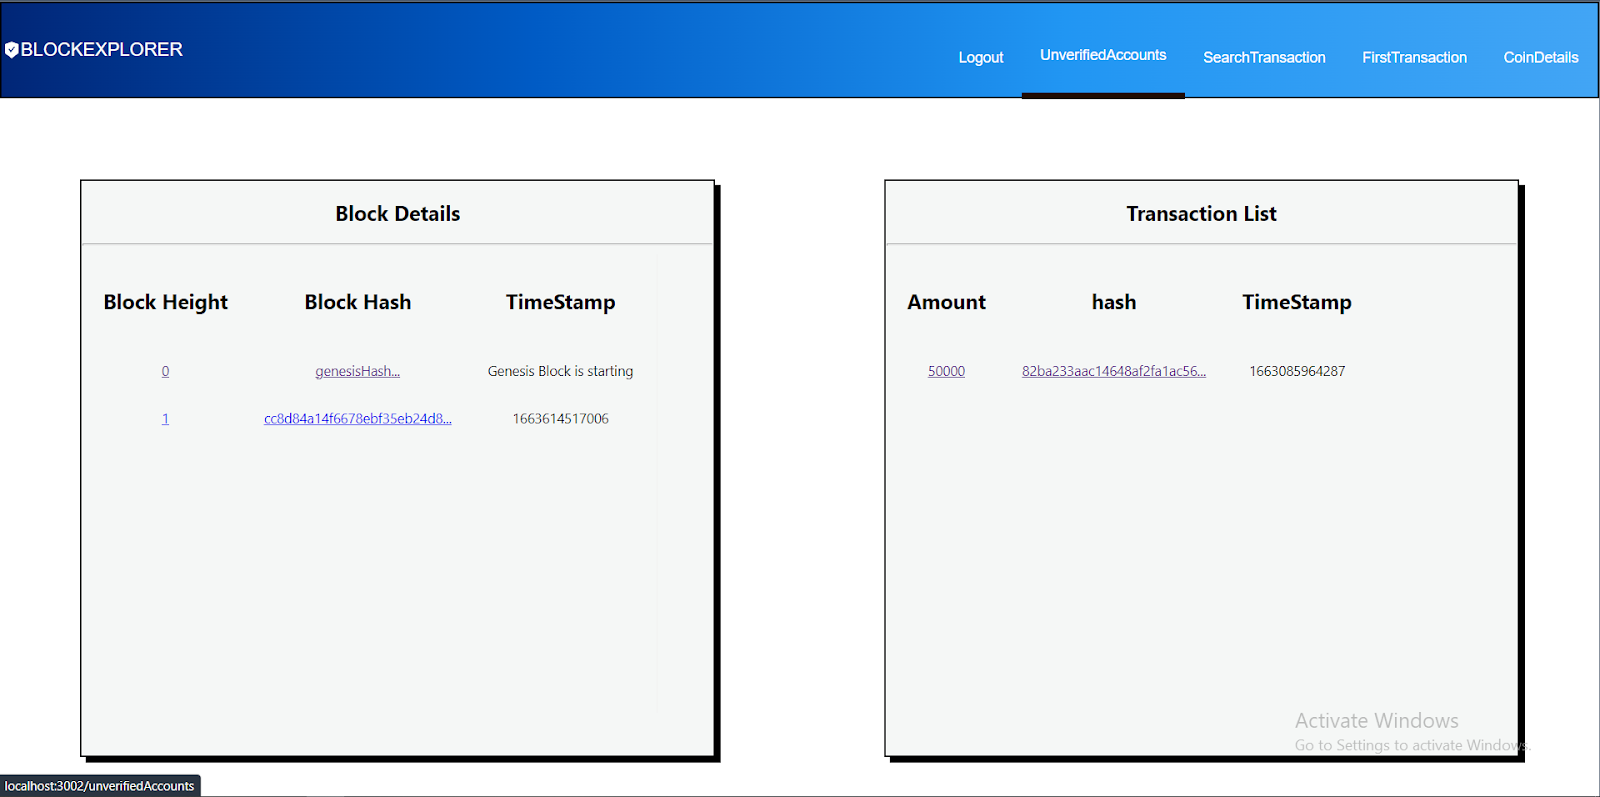 BLOCKEXPLORER
Logout UnverifiedAccounts SearchTransaction FirstTransaction CoinDetails
Block Details
Block Height Block Hash TimeStamp
0 genesisHash... Genesis Block is starting
1 cc8d84a14f6678ebf35eb24d8... 1663614517006
Transaction List
Amount hash TimeStamp
50000 82ba233aac14648af2fa1ac56... 1663085964287
Activate Windows
Go to Settings to activate Windows.
localhost:3002/unverifiedAccounts